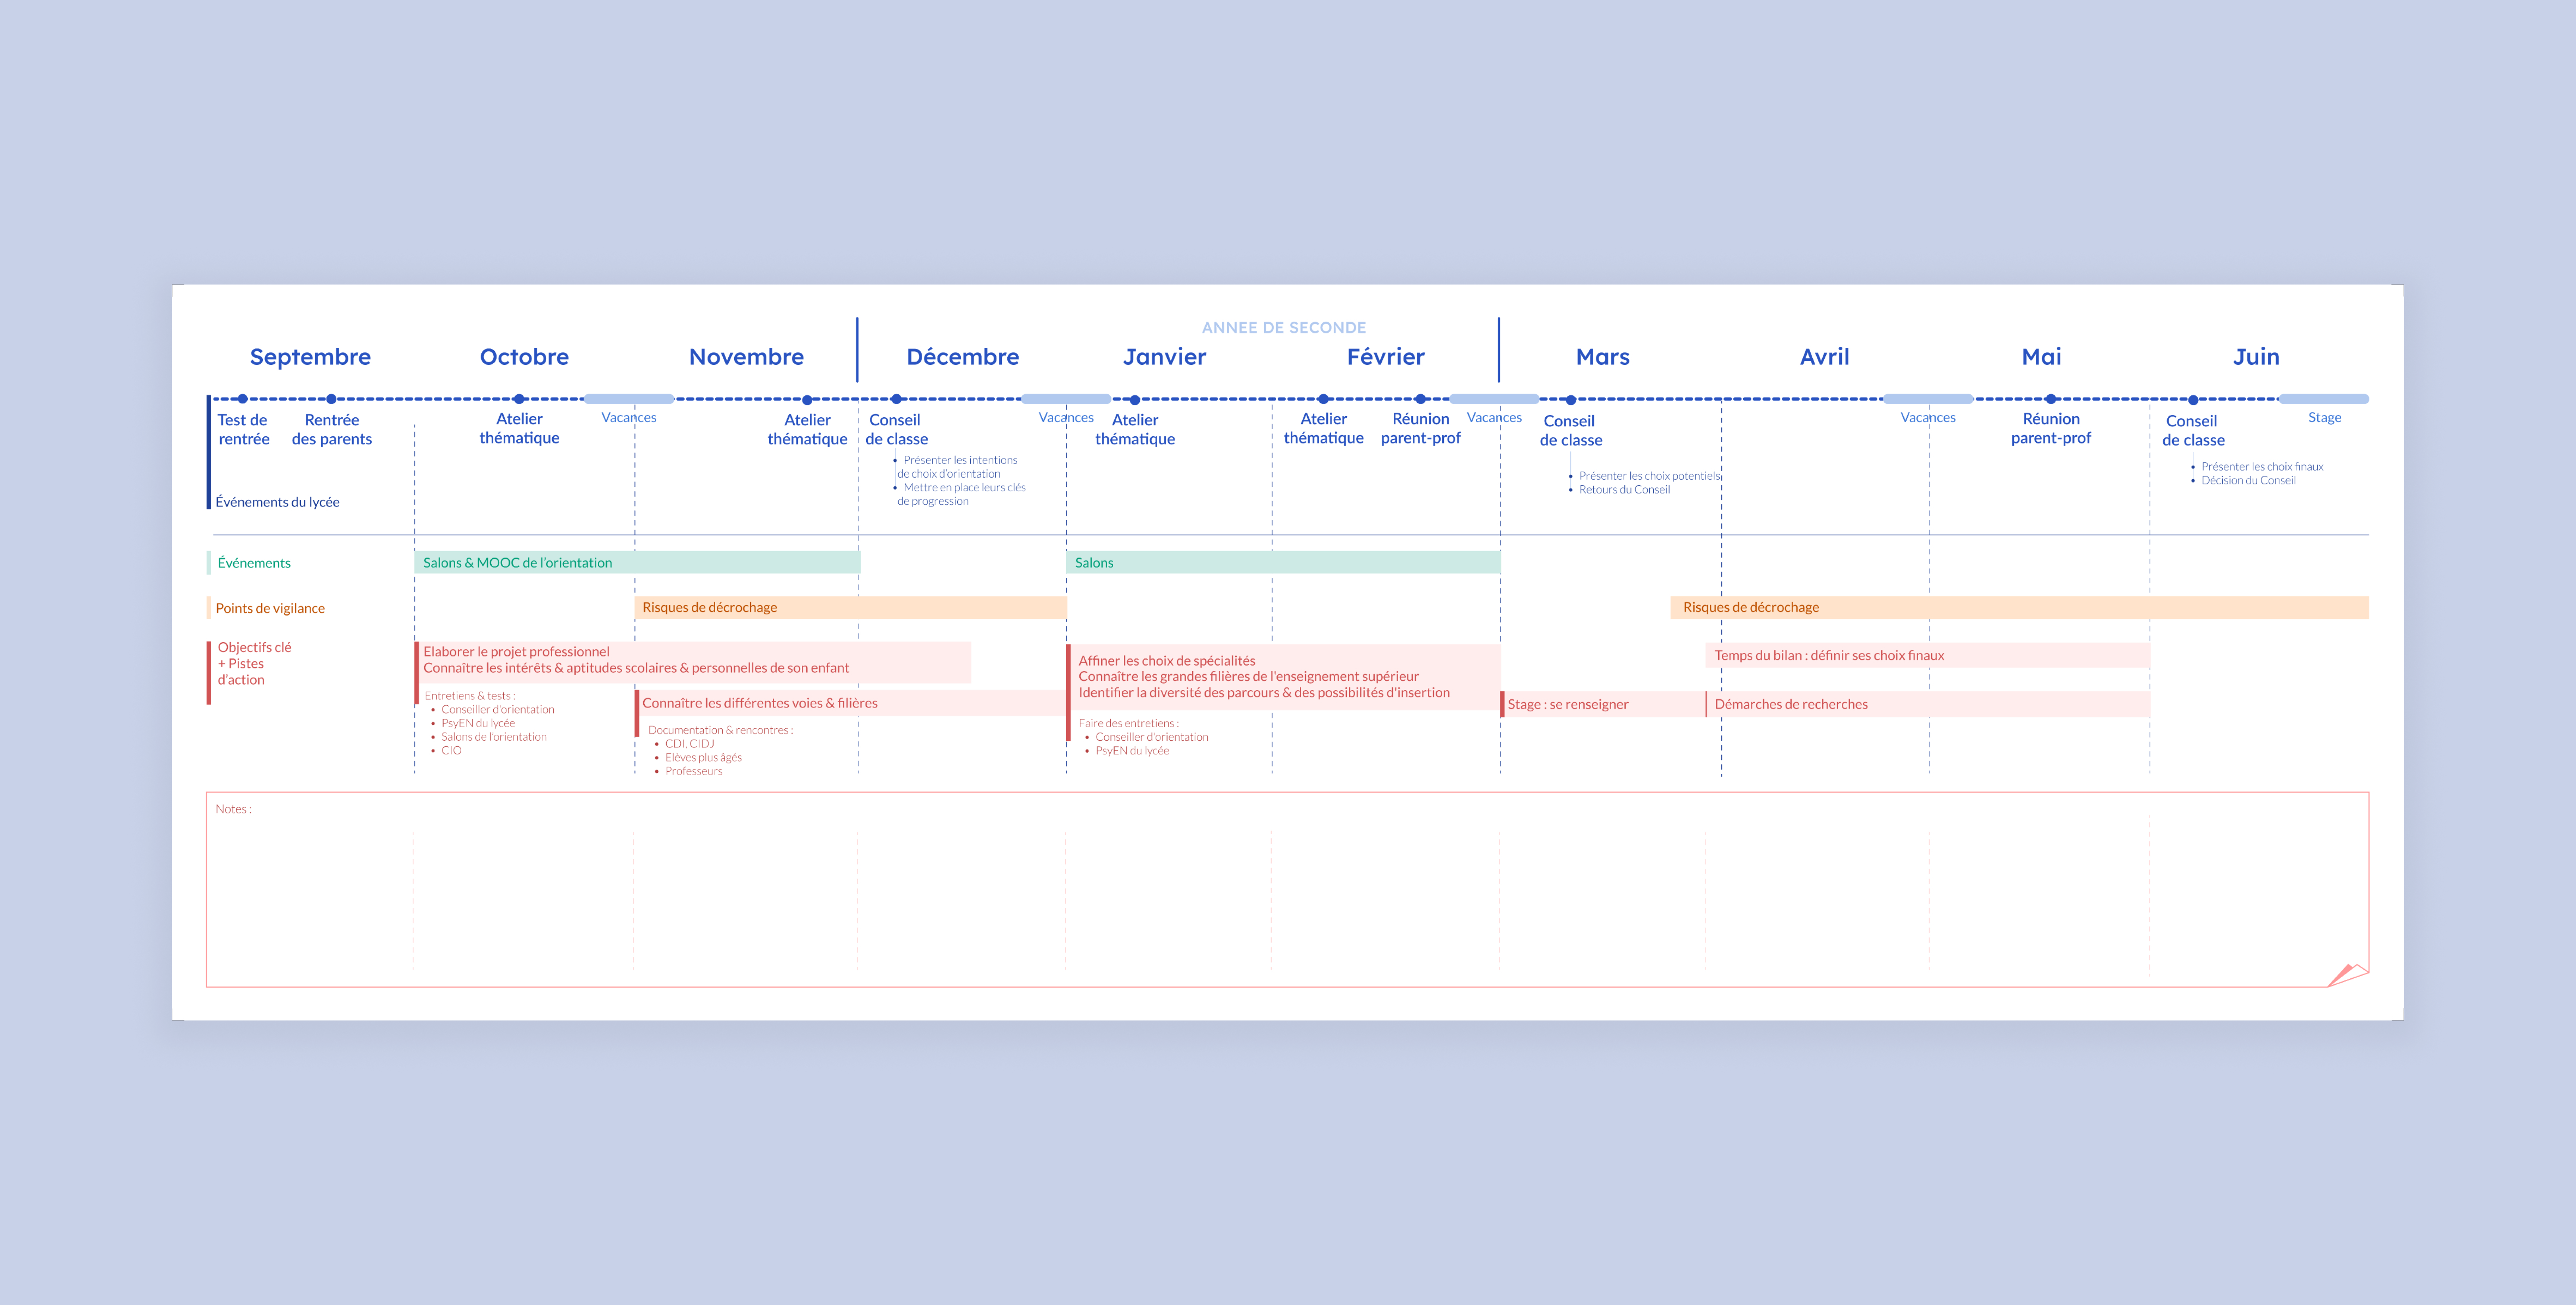 ANNEE DE SECONDE
Septembre
Octobre
Novembre
Décembre
Janvier
Février
Mars
Avril
Mai
Juin
Test de
rentrée
Rentrée
des parents
Atelier
thématique
Vacances
Atelier
thématique
Conseil
de classe
• Présenter les intentions
de choix d'orientation
• Mettre en place leurs clés
de progression
Vacances
Atelier
thématique
Atelier
thématique
Réunion
parent-prof
Vacances
Conseil
de classe
• Présenter les choix potentiels
• Retours du Conseil
Vacances
Réunion
parent-prof
Conseil
de classe
• Présenter les choix finaux
• Décision du Conseil
Stage
Événements du lycée
Événements
Salons & MOOC de l'orientation
Salons
Points de vigilance
Risques de décrochage
Risques de décrochage
Objectifs clé
+ Pistes
d'action
Elaborer le projet professionnel
Connaître les intérêts & aptitudes scolaires & personnelles de son enfant
Entretiens & tests :
• Conseiller d'orientation
• PsyEN du lycée
• Salons de l'orientation
• CIO
Connaître les différentes voies & filières
Documentation & rencontres :
• CDI, CIDJ
• Elèves plus âgés
• Professeurs
Affiner les choix de spécialités
Connaître les grandes filières de l'enseignement supérieur
Identifier la diversité des parcours & des possibilités d'insertion
Faire des entretiens :
• Conseiller d'orientation
• PsyEN du lycée
Temps du bilan : définir ses choix finaux
Stage : se renseigner
Démarches de recherches
Notes :